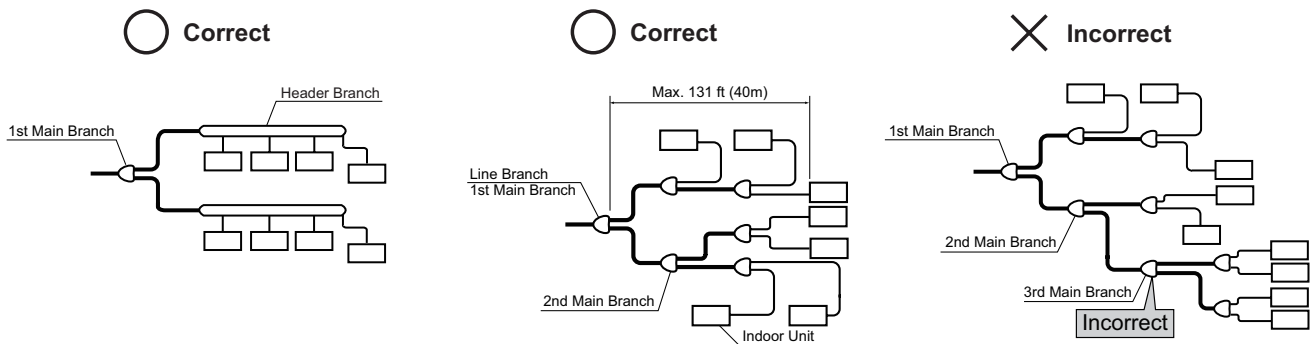 Correct
Header Branch
1st Main Branch
Correct
Max. 131 ft (40m)
Line Branch
1st Main Branch
2nd Main Branch
Indoor Unit
Incorrect
1st Main Branch
2nd Main Branch
3rd Main Branch
Incorrect